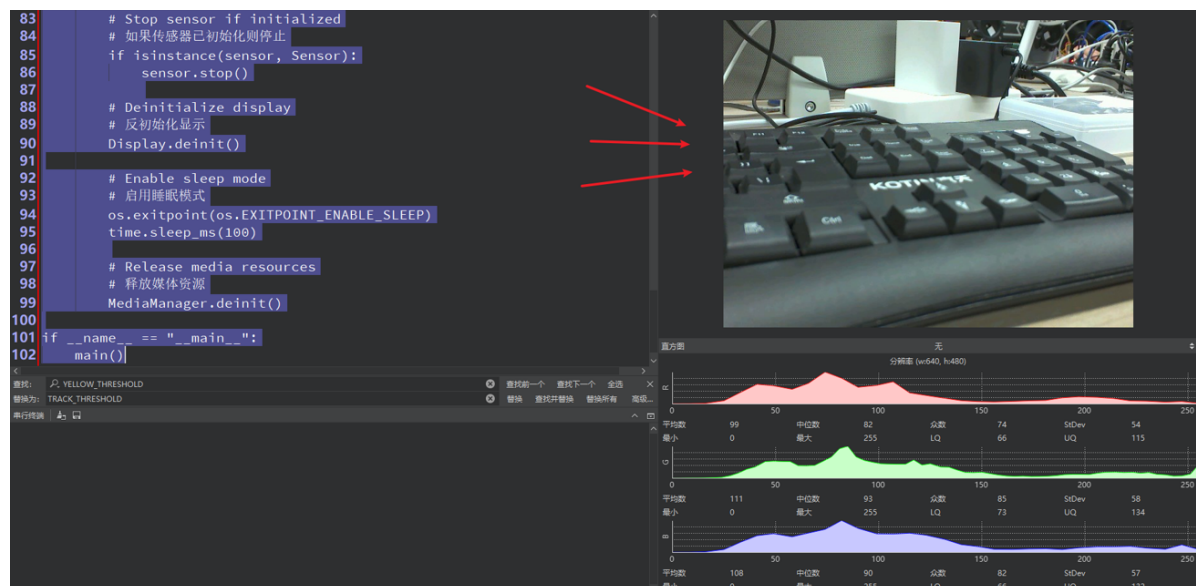 83 # Stop sensor if initialized
84 # 如果传感器已初始化则停止
85 if isinstance(sensor, Sensor):
86 sensor.stop()
87
88 # Deinitialize display
89 # 反初始化显示
90 Display.deinit()
91
92 # Enable sleep mode
93 # 启用睡眠模式
94 os.exitpoint(os.EXITPOINT_ENABLE_SLEEP)
95 time.sleep_ms(100)
96
97 # Release media resources
98 # 释放媒体资源
99 MediaManager.deinit()
100
101 if __name__ == "__main__":
102 main()
查找: YELLOW_THRESHOLD 查找前一个 查找下一个 全选
替换为: TRACK_THRESHOLD 替换 查找并替换 替换所有 高级...
串行终端
Ctrl
直方图 无
分辨率 (w:640, h:480)
R
0 50 100 150 200 250
平均数 99 中位数 82 众数 74 StDev 54
最小 0 最大 255 LQ 66 UQ 115
G
0 50 100 150 200 250
平均数 111 中位数 93 众数 85 StDev 58
最小 0 最大 255 LQ 73 UQ 134
B
0 50 100 150 200 250
平均数 108 中位数 90 众数 82 StDev 57
最小 0 最大 255 LQ 66 UQ